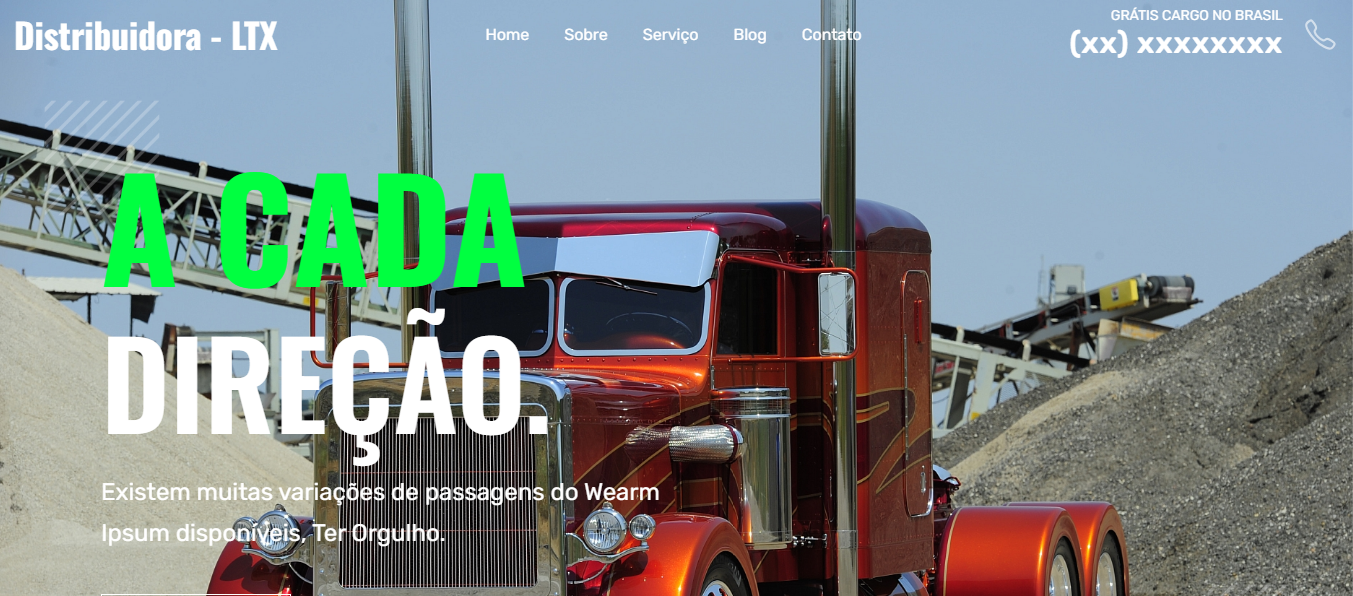 Distribuidora - LTX
Home Sobre Serviço Blog Contato
GRÁTIS CARGO NO BRASIL
(xx) xxxxxxxx
A CADA
DIREÇÃO.
Existem muitas variações de passagens do Wearm
Ipsum disponíveis, Ter Orgulho.